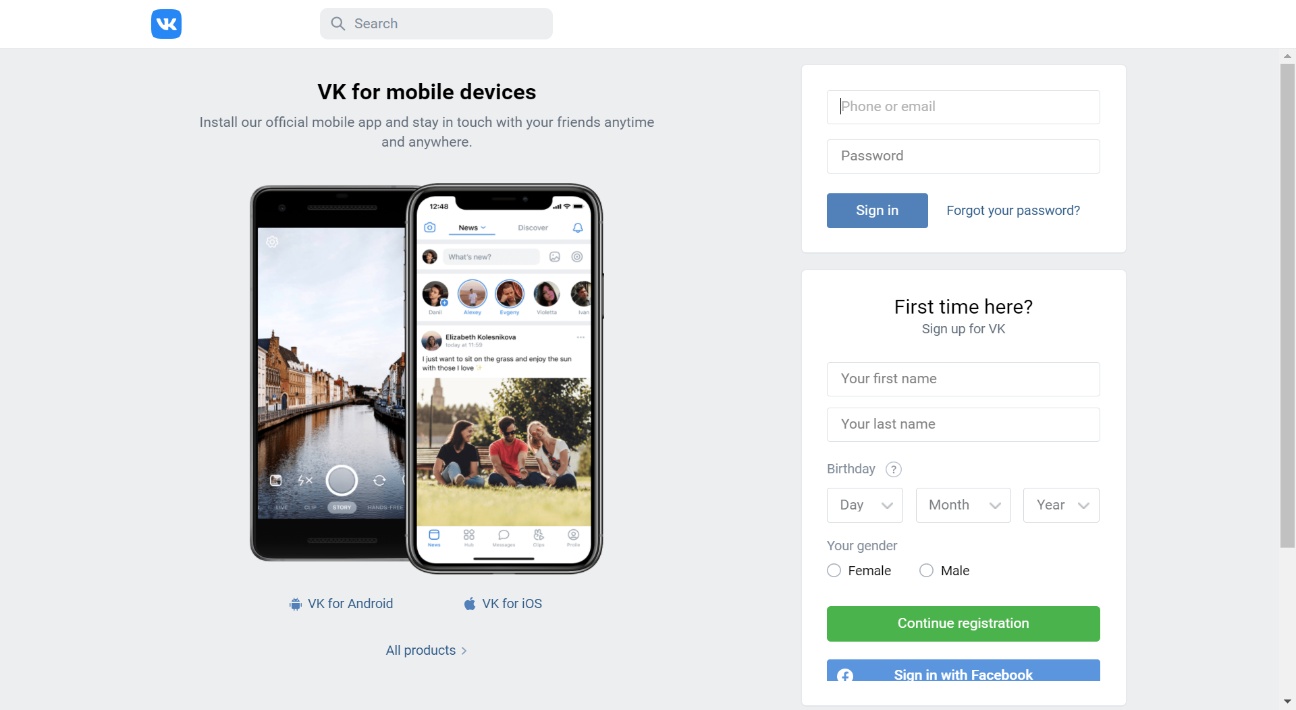 VK
Search
VK for mobile devices
Install our official mobile app and stay in touch with your friends anytime
and anywhere.
12:48
News
Discover
What's new?
Alexey
Evgeny
Violetta
Ivan
Elizabeth Kolesnikova
today at 11:59
I just want to sit on the grass and enjoy the sun
with those I love
LIVE
CLIP
STORY
HANDS-FREE
News
Hub
Messages
Clips
Profile
VK for Android
VK for iOS
All products
Phone or email
Password
Sign in
Forgot your password?
First time here?
Sign up for VK
Your first name
Your last name
Birthday ?
Day
Month
Year
Your gender
Female
Male
Continue registration
Sign in with Facebook